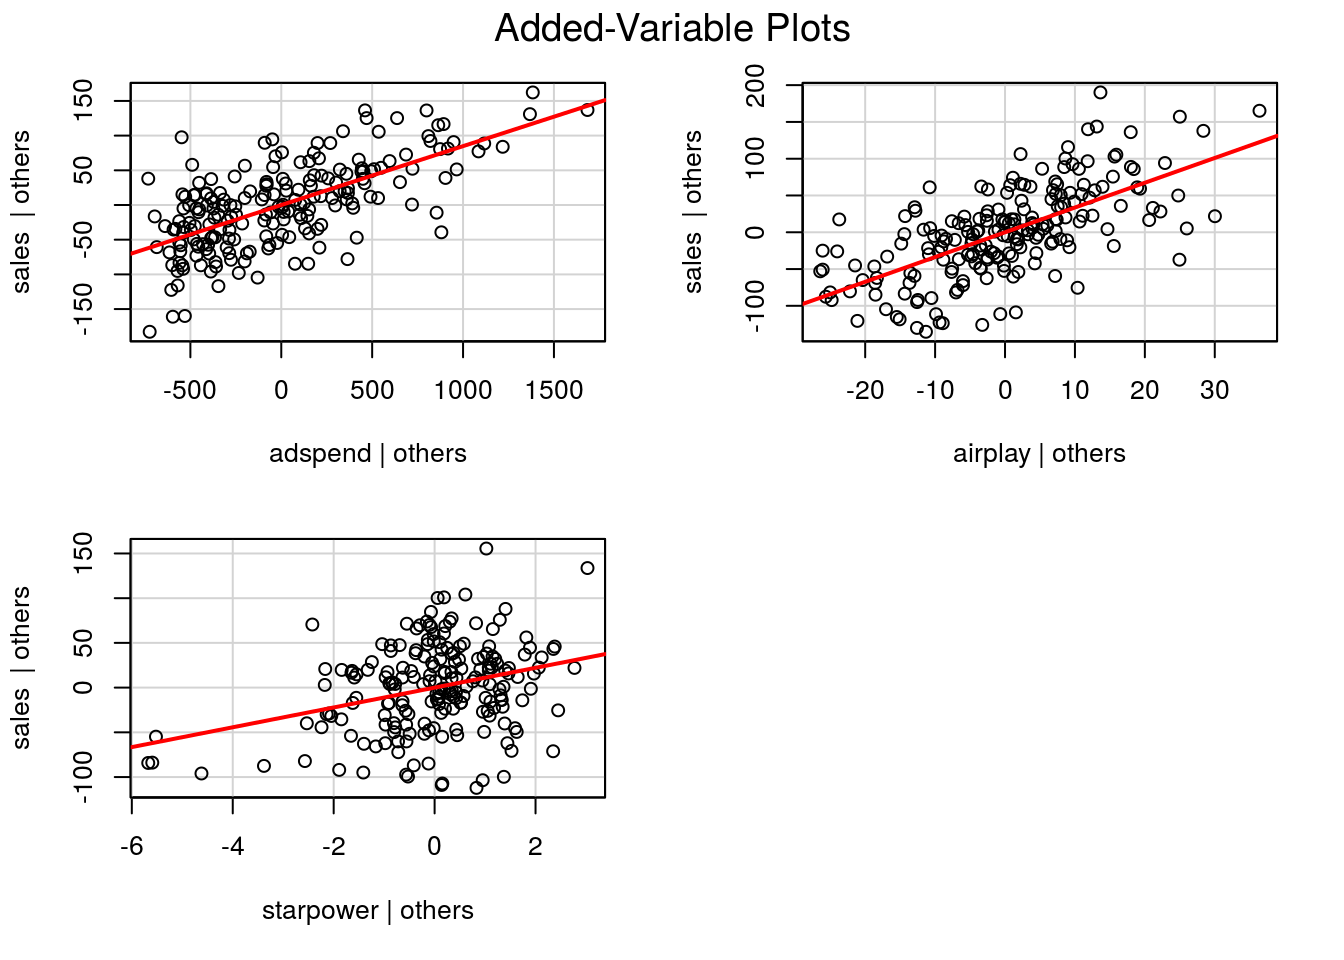 Added-Variable Plots
150
50
-50
-150
sales | others
-500 0 500 1000 1500
adspend | others
200
100
0
-100
sales | others
-20 -10 0 10 20 30
airplay | others
150
50
0
-100
sales | others
-6 -4 -2 0 2
starpower | others